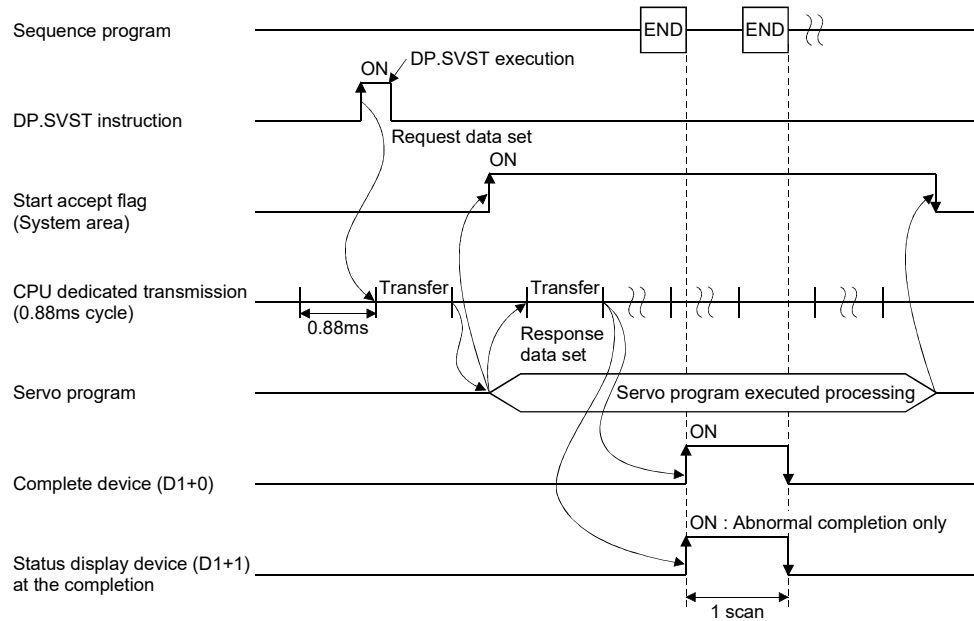 Sequence program
END
END
ON
DP.SVST execution
DP.SVST instruction
Request data set
ON
Start accept flag
(System area)
CPU dedicated transmission
(0.88ms cycle)
Transfer
Transfer
0.88ms
Response
data set
Servo program
Servo program executed processing
ON
Complete device (D1+0)
ON : Abnormal completion only
Status display device (D1+1)
at the completion
1 scan